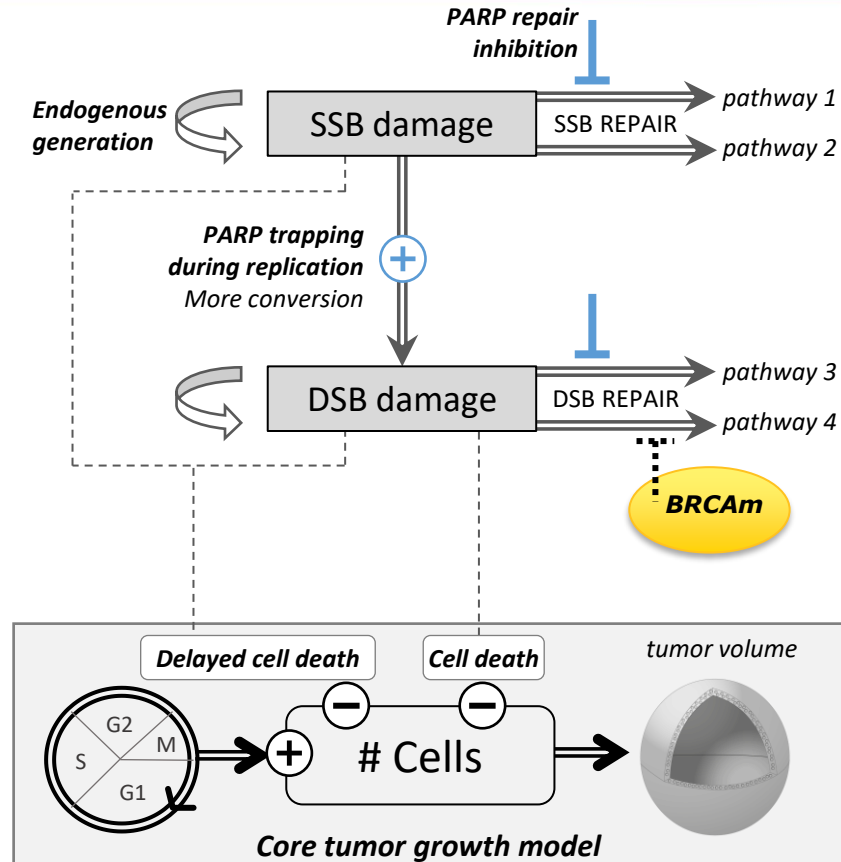 PARP repair
inhibition
Endogenous
generation
SSB damage
pathway 1
SSB REPAIR
pathway 2
PARP trapping
during replication
More conversion
+
DSB damage
pathway 3
DSB REPAIR
pathway 4
BRCAm
Delayed cell death
Cell death
tumor volume
−
−
G2
S
M
G1
+
# Cells
Core tumor growth model